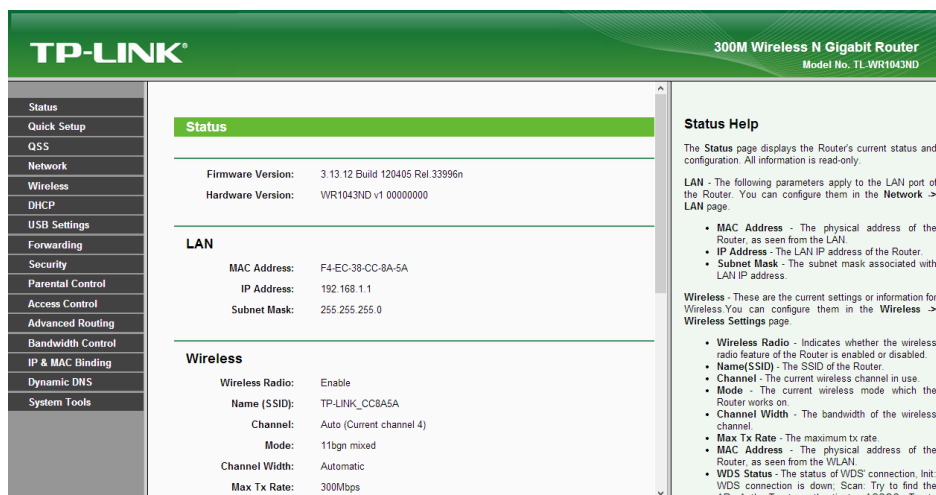 TP-LINK®
300M Wireless N Gigabit Router
Model No. TL-WR1043ND
Status
Quick Setup
QSS
Network
Wireless
DHCP
USB Settings
Forwarding
Security
Parental Control
Access Control
Advanced Routing
Bandwidth Control
IP & MAC Binding
Dynamic DNS
System Tools
Status
Firmware Version: 3.13.12 Build 120405 Rel.33996n
Hardware Version: WR1043ND v1 00000000
LAN
MAC Address: F4-EC-38-CC-8A-5A
IP Address: 192.168.1.1
Subnet Mask: 255.255.255.0
Wireless
Wireless Radio: Enable
Name (SSID): TP-LINK_CC8A5A
Channel: Auto (Current channel 4)
Mode: 11bgn mixed
Channel Width: Automatic
Max Tx Rate: 300Mbps
Status Help
The Status page displays the Router's current status and
configuration. All information is read-only.
LAN - The following parameters apply to the LAN port of
the Router. You can configure them in the Network ->
LAN page.
• MAC Address - The physical address of the
Router, as seen from the LAN.
• IP Address - The LAN IP address of the Router.
• Subnet Mask - The subnet mask associated with
LAN IP address.
Wireless - These are the current settings or information for
Wireless.You can configure them in the Wireless ->
Wireless Settings page.
• Wireless Radio - Indicates whether the wireless
radio feature of the Router is enabled or disabled.
• Name(SSID) - The SSID of the Router.
• Channel - The current wireless channel in use.
• Mode - The current wireless mode which the
Router works on.
• Channel Width - The bandwidth of the wireless
channel.
• Max Tx Rate - The maximum tx rate.
• MAC Address - The physical address of the
Router, as seen from the WLAN.
• WDS Status - The status of WDS' connection, Init:
WDS connection is down; Scan: Try to find the